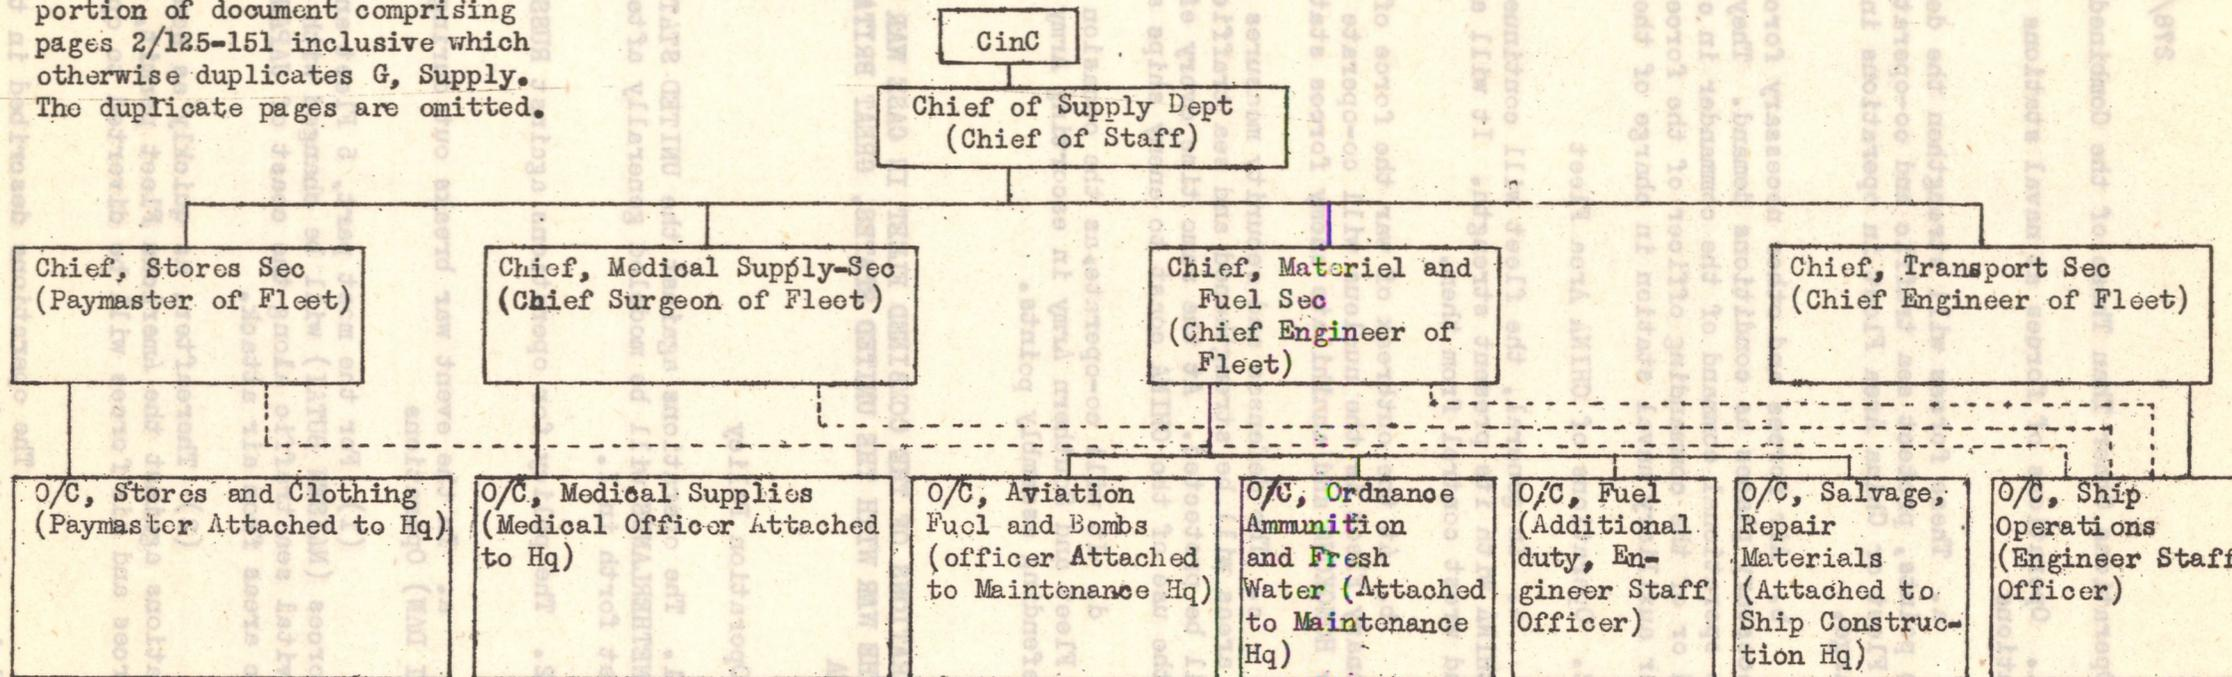 portion of document comprising
pages 2/125-151 inclusive which
otherwise duplicates G, Supply.
The duplicate pages are omitted.
CinC
Chief of Supply Dept
(Chief of Staff)
Chief, Stores Sec
(Paymaster of Fleet)
Chief, Medical Supply-Sec
(Chief Surgeon of Fleet)
Chief, Materiel and
Fuel Sec
(Chief Engineer of
Fleet)
Chief, Transport Sec
(Chief Engineer of Fleet)
O/C, Stores and Clothing
(Paymaster Attached to Hq)
O/C, Medical Supplies
(Medical Officer Attached
to Hq)
O/C, Aviation
Fuel and Bombs
(officer Attached
to Maintenance Hq)
O/C, Ordnance
Ammunition
and Fresh
Water (Attached
to Maintenance
Hq)
O/C, Fuel
(Additional
duty, En-
gineer Staff
Officer)
O/C, Salvage,
Repair
Materials
(Attached to
Ship Construc-
tion Hq)
O/C, Ship
Operations
(Engineer Staff
Officer)